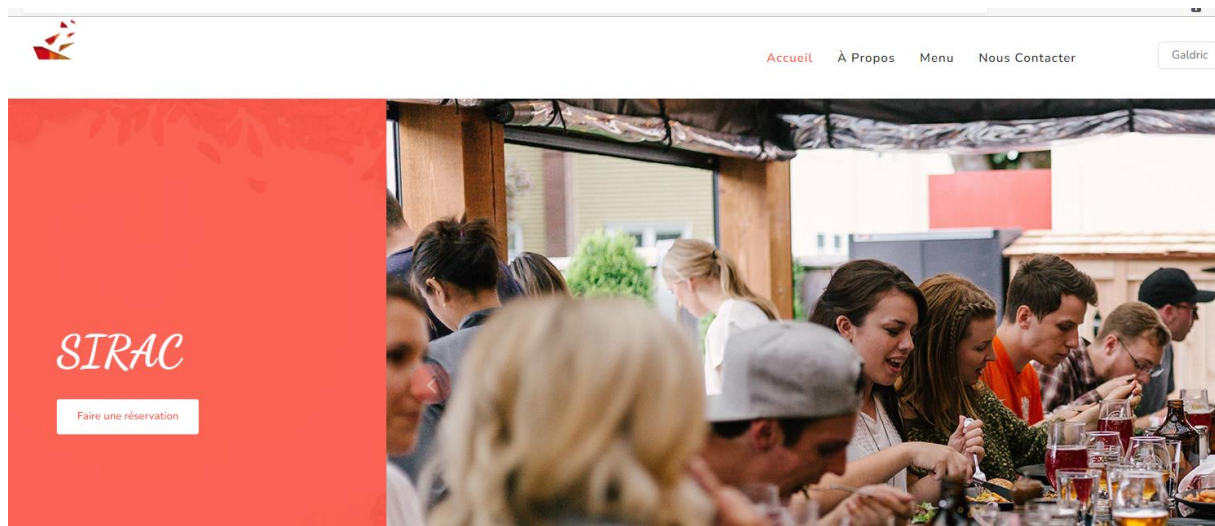 Accueil À Propos Menu Nous Contacter Galdric
SIRAC
Faire une réservation